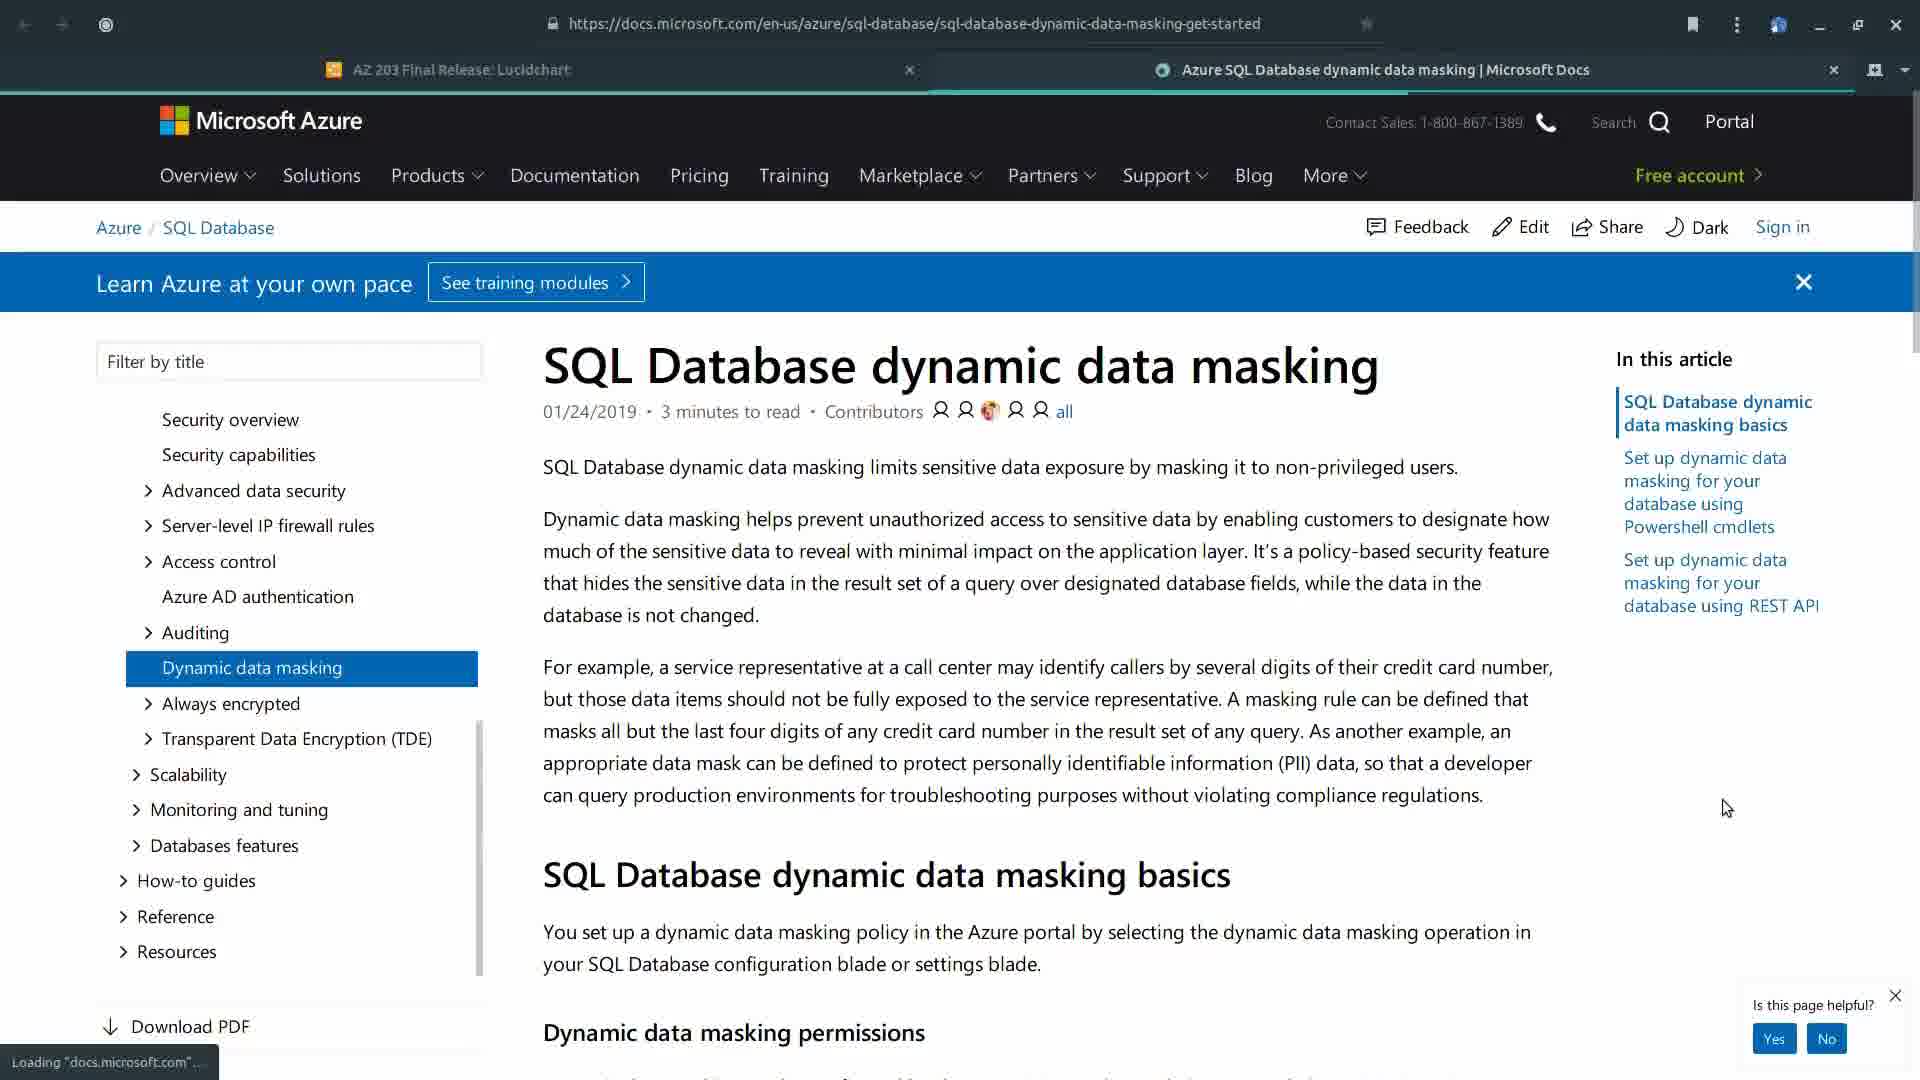 https://docs.microsoft.com/en-us/azure/sql-database/sql-database-dynamic-data-masking-get-started
AZ 203 Final Release: Lucidchart
Azure SQL Database dynamic data masking | Microsoft Docs
Microsoft Azure
Contact Sales: 1-800-867-1389
Search
Portal
Overview
Solutions
Products
Documentation
Pricing
Training
Marketplace
Partners
Support
Blog
More
Free account
Azure / SQL Database
Feedback
Edit
Share
Dark
Sign in
Learn Azure at your own pace
See training modules
Filter by title
Security overview
Security capabilities
Advanced data security
Server-level IP firewall rules
Access control
Azure AD authentication
Auditing
Dynamic data masking
Always encrypted
Transparent Data Encryption (TDE)
Scalability
Monitoring and tuning
Databases features
How-to guides
Reference
Resources
Download PDF
Loading "docs.microsoft.com"...
SQL Database dynamic data masking
01/24/2019 • 3 minutes to read • Contributors all
SQL Database dynamic data masking limits sensitive data exposure by masking it to non-privileged users.
Dynamic data masking helps prevent unauthorized access to sensitive data by enabling customers to designate how
much of the sensitive data to reveal with minimal impact on the application layer. It's a policy-based security feature
that hides the sensitive data in the result set of a query over designated database fields, while the data in the
database is not changed.
For example, a service representative at a call center may identify callers by several digits of their credit card number,
but those data items should not be fully exposed to the service representative. A masking rule can be defined that
masks all but the last four digits of any credit card number in the result set of any query. As another example, an
appropriate data mask can be defined to protect personally identifiable information (PII) data, so that a developer
can query production environments for troubleshooting purposes without violating compliance regulations.
SQL Database dynamic data masking basics
You set up a dynamic data masking policy in the Azure portal by selecting the dynamic data masking operation in
your SQL Database configuration blade or settings blade.
Dynamic data masking permissions
In this article
SQL Database dynamic
data masking basics
Set up dynamic data
masking for your
database using
Powershell cmdlets
Set up dynamic data
masking for your
database using REST API
Is this page helpful?
Yes
No